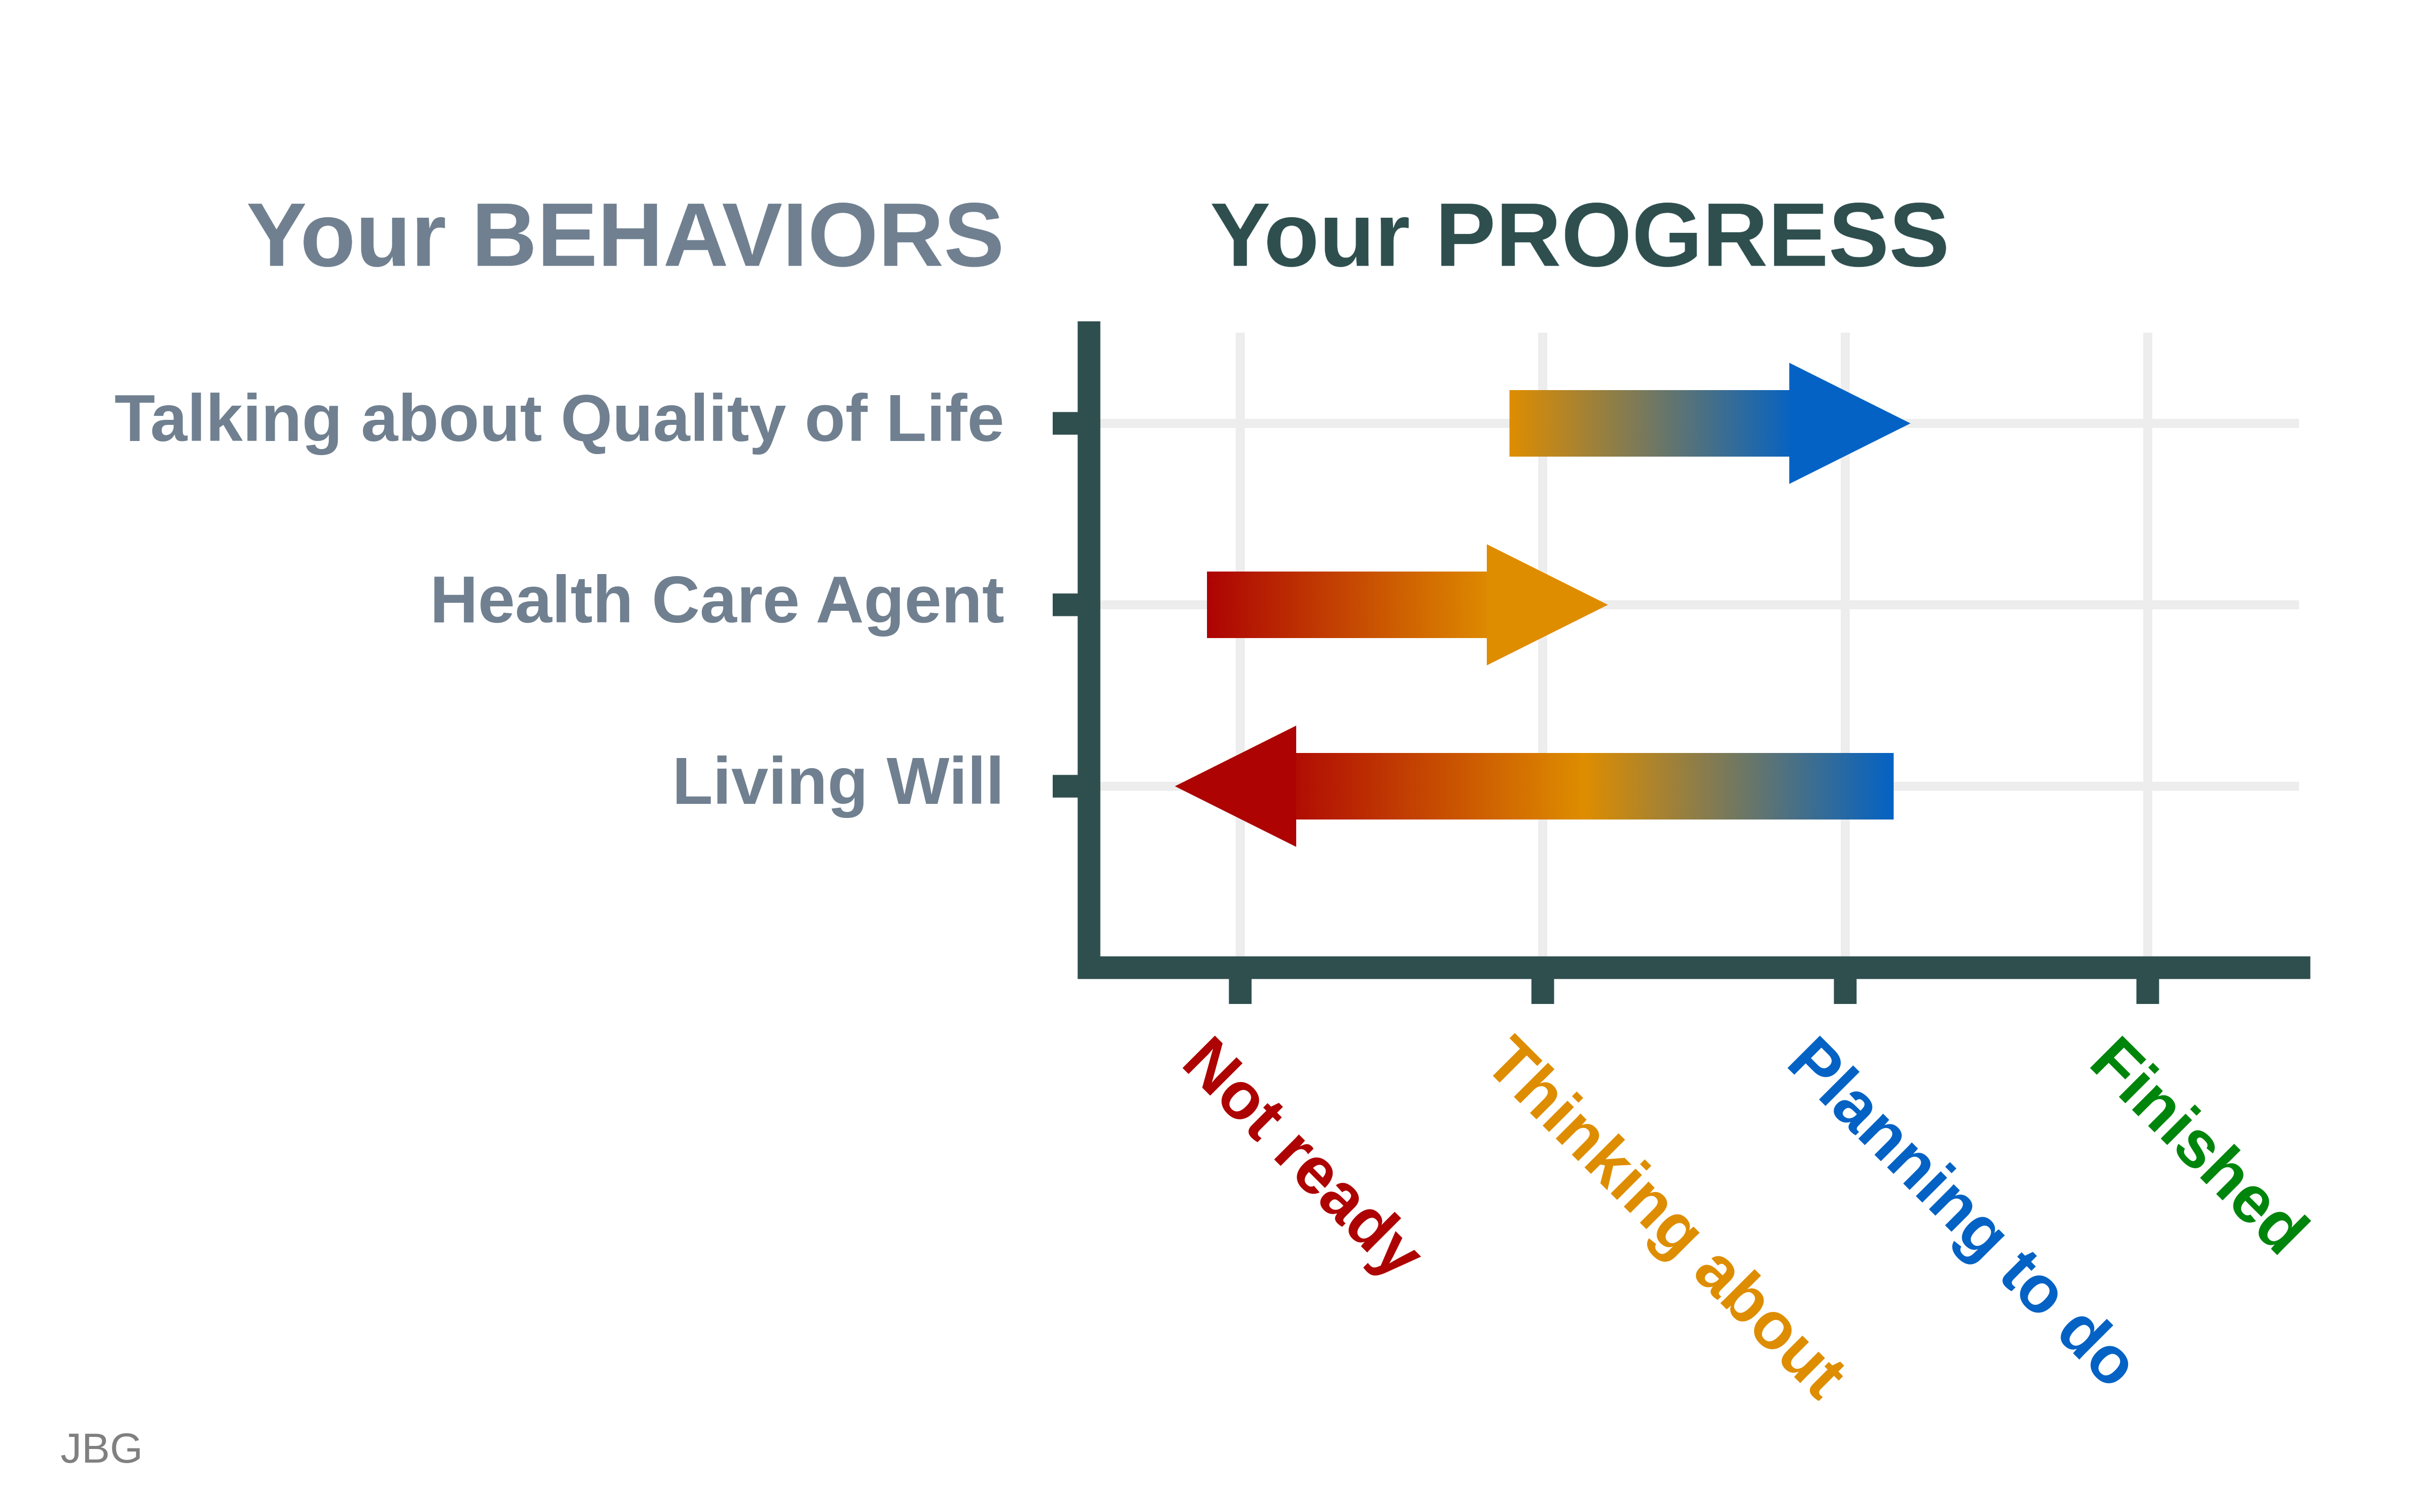 Your BEHAVIORS
Your PROGRESS
Talking about Quality of Life
Health Care Agent
Living Will
Not ready
Thinking about
Planning to do
Finished
JBG